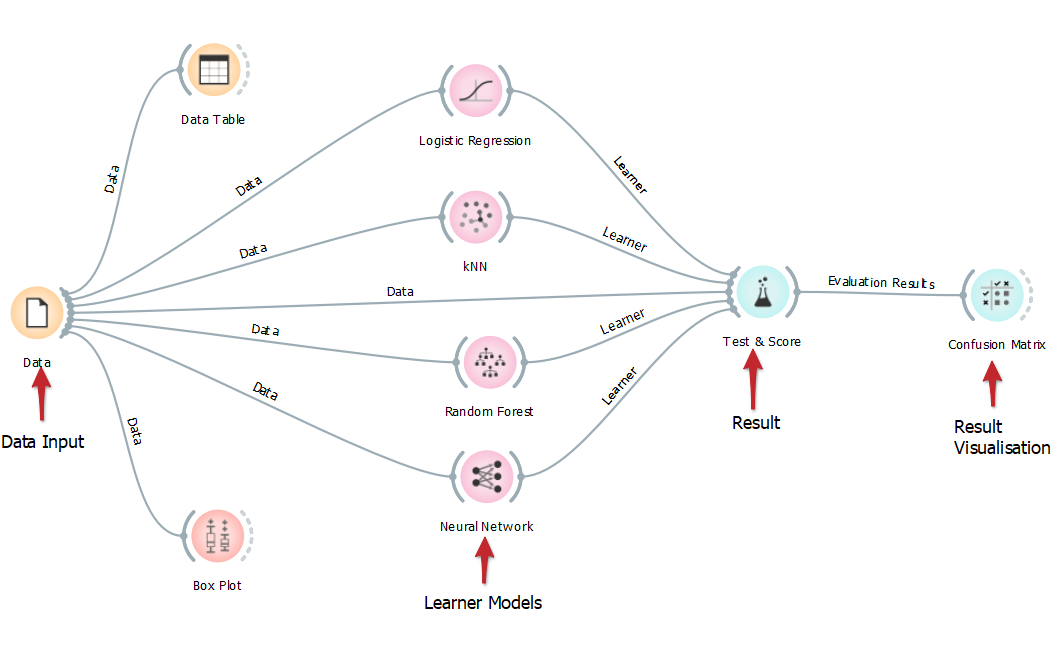 Data Table
Logistic Regression
Data
Data
Learner
kNN
Data
Learner
Data
Evaluation Results
Data
Test & Score
Confusion Matrix
Data
Learner
Random Forest
Data
Learner
Data
Data Input
Result
Result
Visualisation
Neural Network
Box Plot
Learner Models